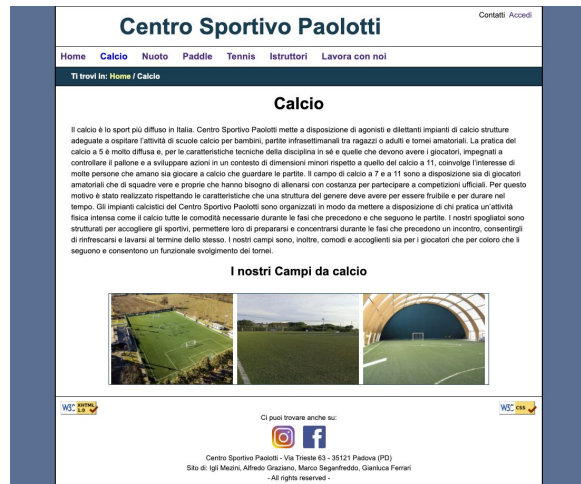 Centro Sportivo Paolotti
Contatti Accedi
Home Calcio Nuoto Paddle Tennis Istruttori Lavora con noi
Ti trovi in: Home / Calcio
Calcio
Il calcio è lo sport più diffuso in Italia. Centro Sportivo Paolotti mette a disposizione di agonisti e dilettanti impianti di calcio strutture
adeguate a ospitare l'attività di scuole calcio per bambini, partite infrasettimanali tra ragazzi o adulti e tornei amatoriali. La pratica del
calcio a 5 è molto diffusa e, per le caratteristiche tecniche della disciplina in sé e quelle che devono avere i giocatori, impegnati a
controllare il pallone e a sviluppare azioni in un contesto di dimensioni minori rispetto a quello del calcio a 11, coinvolge l'interesse di
molte persone che amano sia giocare a calcio che guardare le partite. Il campo di calcio a 7 e a 11 sono a disposizione sia di giocatori
amatoriali che di squadre vere e proprie che hanno bisogno di allenarsi con costanza per partecipare a competizioni ufficiali. Per questo
motivo è stato realizzato rispettando le caratteristiche che una struttura del genere deve avere per essere fruibile e per durare nel
tempo. Gli impianti calcistici del Centro Sportivo Paolotti sono organizzati in modo da mettere a disposizione di chi pratica un'attività
fisica intensa come il calcio tutte le comodità necessarie durante le fasi che precedono e che seguono le partite. I nostri spogliatoi sono
strutturati per accogliere gli sportivi, permettere loro di prepararsi e concentrarsi durante le fasi che precedono un incontro, consentirgli
di rinfrescarsi e lavarsi al termine dello stesso. I nostri campi sono, inoltre, comodi e accoglienti sia per i giocatori che per coloro che li
seguono e consentono un funzionale svolgimento dei tornei.
I nostri Campi da calcio
W3C XHTML 1.0
W3C css
Ci puoi trovare anche su:
Centro Sportivo Paolotti - Via Trieste 63 - 35121 Padova (PD)
Sito di: Igli Mezini, Alfredo Graziano, Marco Seganfreddo, Gianluca Ferrari
- All rights reserved -